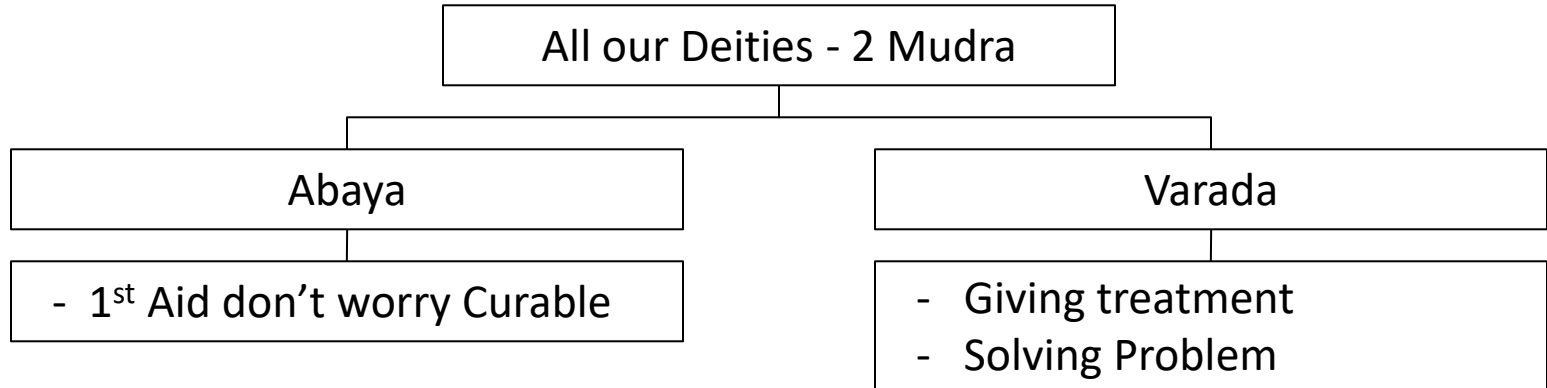 All our Deities - 2 Mudra
Abaya
Varada
- 1st Aid don’t worry Curable
- Giving treatment
- Solving Problem